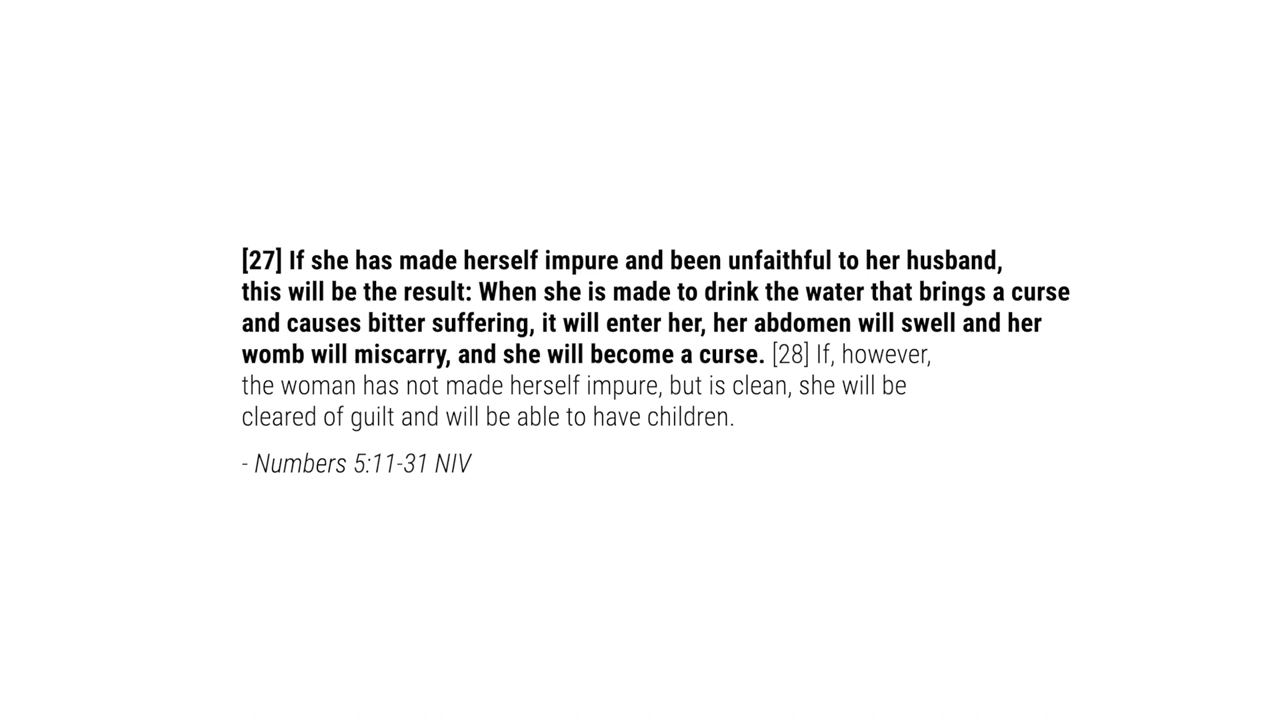 [27] If she has made herself impure and been unfaithful to her husband,
this will be the result: When she is made to drink the water that brings a curse
and causes bitter suffering, it will enter her, her abdomen will swell and her
womb will miscarry, and she will become a curse. [28] If, however,
the woman has not made herself impure, but is clean, she will be
cleared of guilt and will be able to have children.
- Numbers 5:11-31 NIV